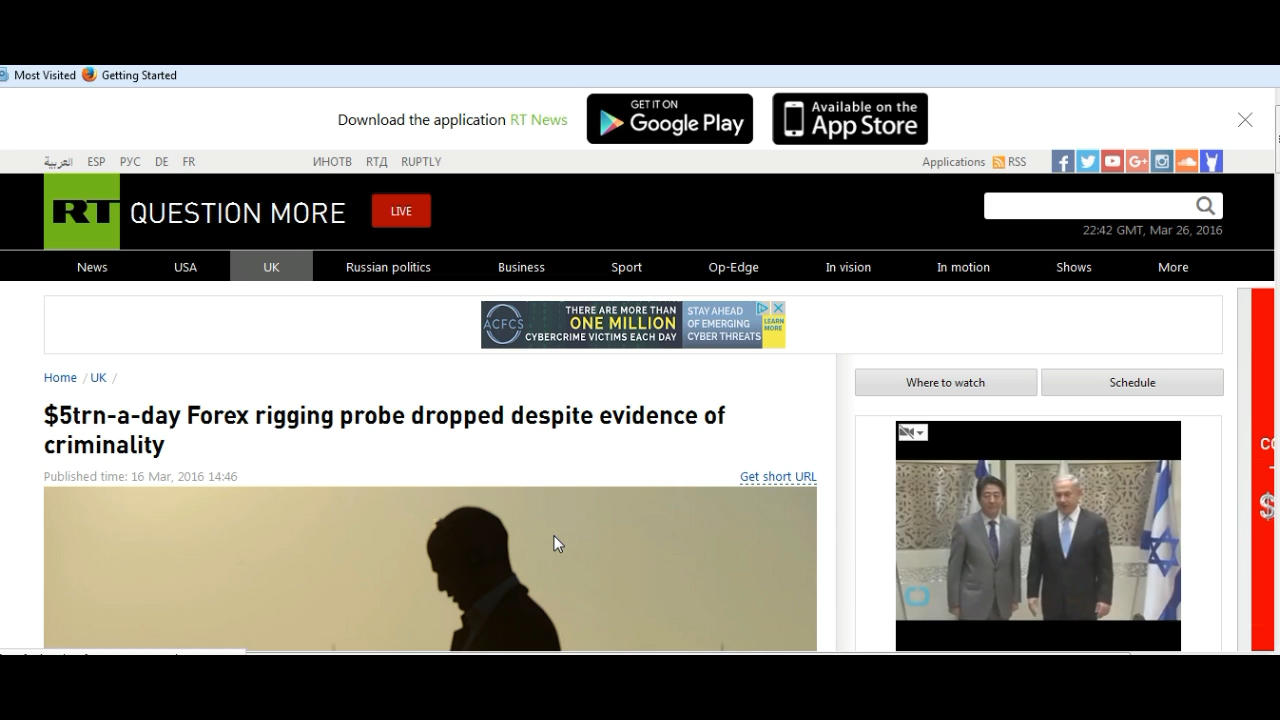 Most Visited Getting Started
Download the application RT News
GET IT ON
Google Play
Available on the
App Store
العربية ESP РУС DE FR ИНОТВ РТД RUPTLY Applications RSS
RT QUESTION MORE LIVE
22:42 GMT, Mar 26, 2016
News USA UK Russian politics Business Sport Op-Edge In vision In motion Shows More
ACFCS
THERE ARE MORE THAN
ONE MILLION
CYBERCRIME VICTIMS EACH DAY
STAY AHEAD
OF EMERGING
CYBER THREATS
LEARN
MORE
Home / UK /
Where to watch Schedule
$5trn-a-day Forex rigging probe dropped despite evidence of
criminality
Published time: 16 Mar, 2016 14:46 Get short URL